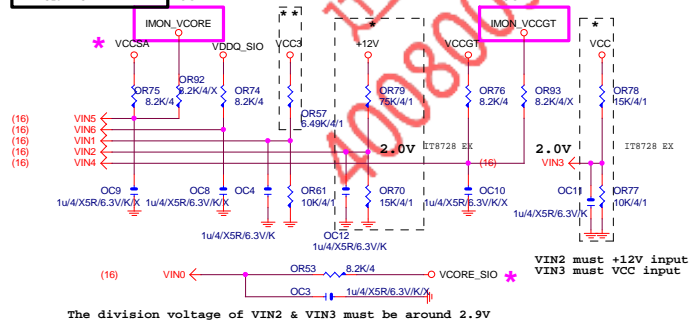 IMON_VCORE
**
*
IMON_VCCGT
*
* VCCSA
VDDQ_SIO
VCC3
+12V
VCCGT
VCC
OR75
8.2K/4
OR92
8.2K/4/X
OR74
8.2K/4
OR57
6.49K/4/1
OR79
75K/4/1
OR76
8.2K/4
OR93
8.2K/4/X
OR78
15K/4/1
(16) VIN5
(16) VIN6
(16) VIN1
(16) VIN2
(16) VIN4
2.0V
IT8728 EX
(16)
2.0V
VIN3
IT8728 EX
OC9
1u/4/X5R/6.3V/K/X
OC8
1u/4/X5R/6.3V/K
OC4
1u/4/X5R/6.3V/K
OR61
10K/4/1
OC12
1u/4/X5R/6.3V/K
OR70
15K/4/1
OC10
1u/4/X5R/6.3V/K
OC11
1u/4/X5R/6.3V/K
OR77
10K/4/1
VIN2 must +12V input
VIN3 must VCC input
(16) VIN0
OR53
8.2K/4
VCORE_SIO *
OC3
1u/4/X5R/6.3V/K/X
The division voltage of VIN2 & VIN3 must be around 2.9V